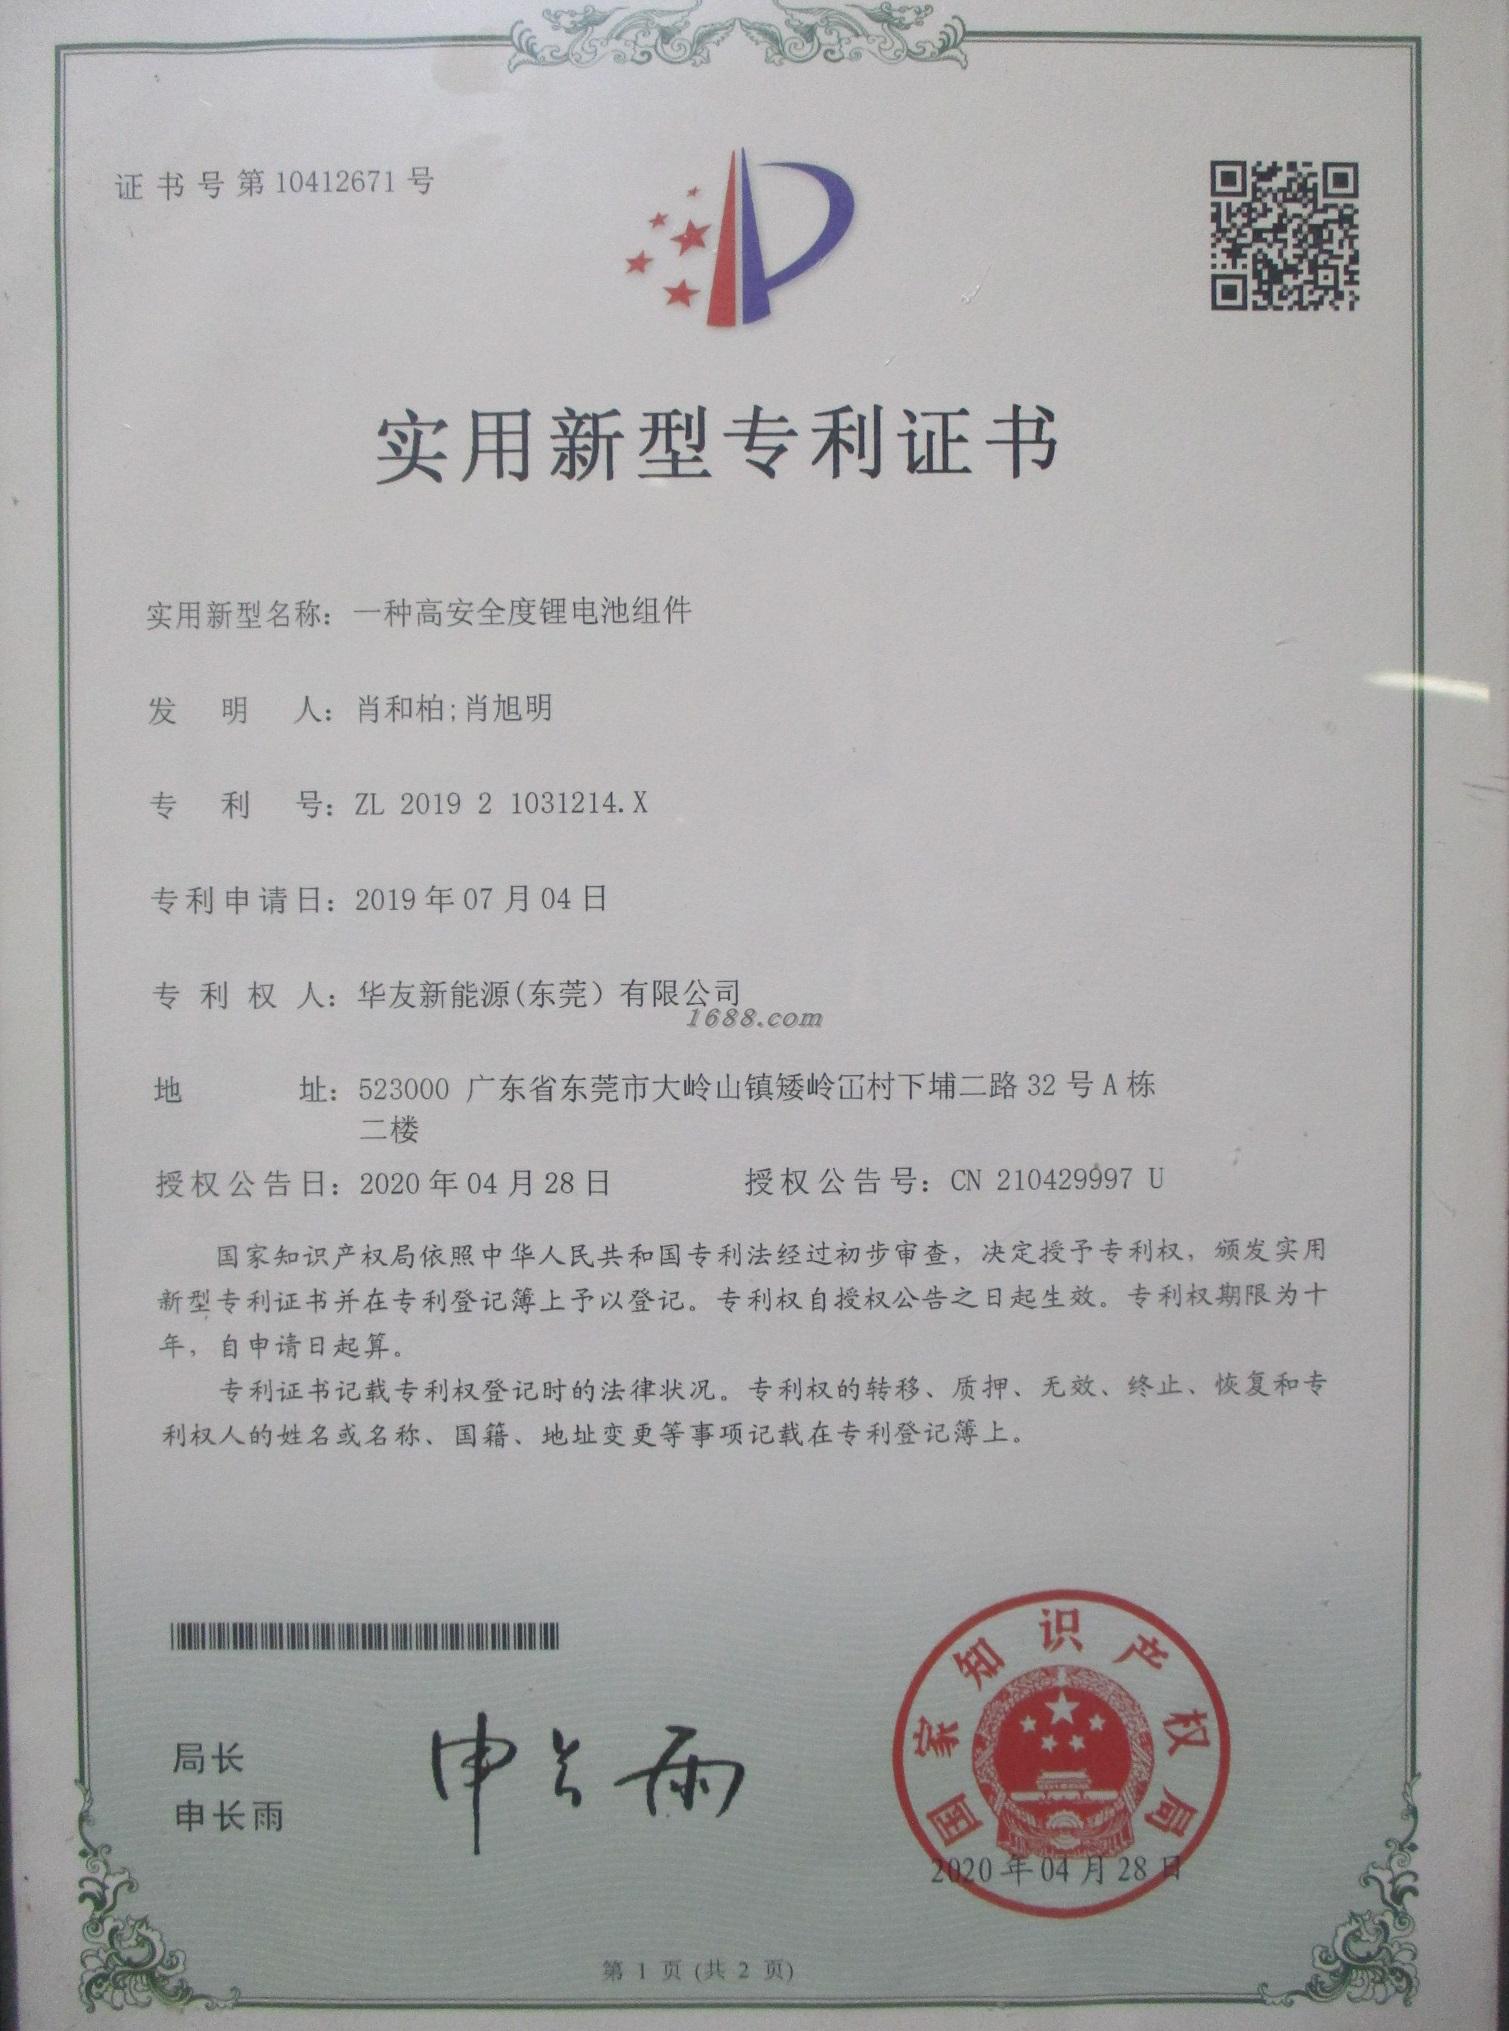 证书号第10412671号
实用新型专利证书
实用新型名称：一种高安全度锂电池组件
发明人：肖和柏;肖旭明
专利号：ZL 2019 2 1031214.X
专利申请日：2019年07月04日
专利权人：华友新能源(东莞）有限公司
1688.com
地址：523000 广东省东莞市大岭山镇矮岭冚村下埔二路32号A栋
二楼
授权公告日：2020年04月28日 授权公告号：CN 210429997 U
国家知识产权局依照中华人民共和国专利法经过初步审查，决定授予专利权，颁发实用
新型专利证书并在专利登记簿上予以登记。专利权自授权公告之日起生效。专利权期限为十
年，自申请日起算。
专利证书记载专利权登记时的法律状况。专利权的转移、质押、无效、终止、恢复和专
利权人的姓名或名称、国籍、地址变更等事项记载在专利登记簿上。
局长
申长雨
申长雨
国家知识产权局
2020年04月28日
第 1 页 (共 2 页)